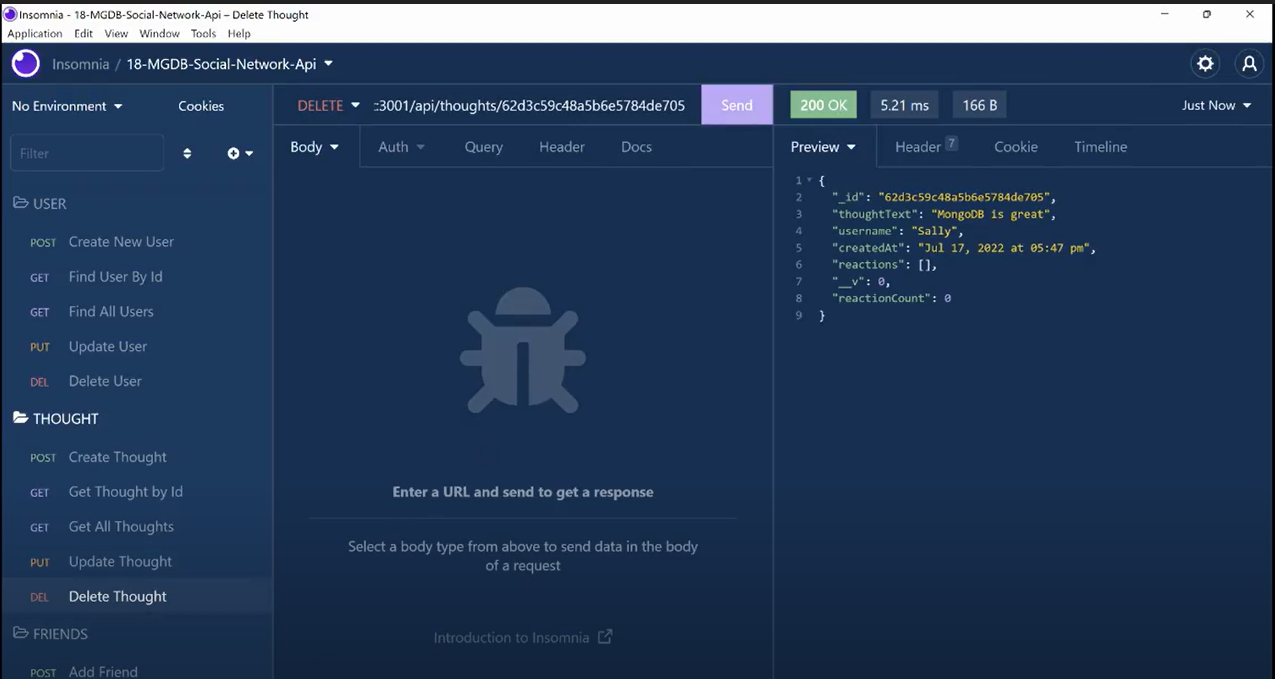 Insomnia - 18-MGDB-Social-Network-Api – Delete Thought
Application Edit View Window Tools Help
Insomnia / 18-MGDB-Social-Network-Api
No Environment Cookies
DELETE :3001/api/thoughts/62d3c59c48a5b6e5784de705 Send
200 OK 5.21 ms 166 B Just Now
Filter
Body Auth Query Header Docs
Preview Header 7 Cookie Timeline
USER
POST Create New User
GET Find User By Id
GET Find All Users
PUT Update User
DEL Delete User
THOUGHT
POST Create Thought
GET Get Thought by Id
GET Get All Thoughts
PUT Update Thought
DEL Delete Thought
FRIENDS
POST Add Friend
Enter a URL and send to get a response
Select a body type from above to send data in the body
of a request
Introduction to Insomnia
1 {
2 "_id": "62d3c59c48a5b6e5784de705",
3 "thoughtText": "MongoDB is great",
4 "username": "Sally",
5 "createdAt": "Jul 17, 2022 at 05:47 pm",
6 "reactions": [],
7 "__v": 0,
8 "reactionCount": 0
9 }